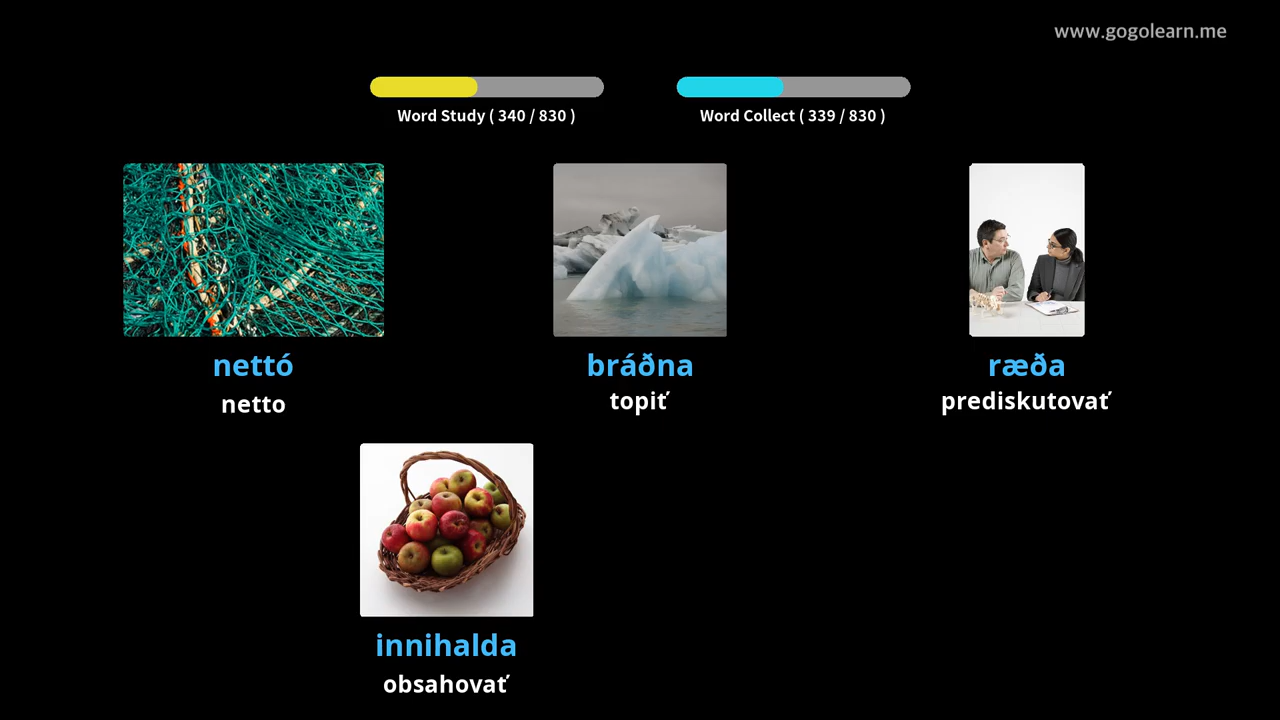 www.gogolearn.me
Word Study ( 340 / 830 )
Word Collect ( 339 / 830 )
nettó
netto
bráðna
topiť
ræða
prediskutovať
innihalda
obsahovať